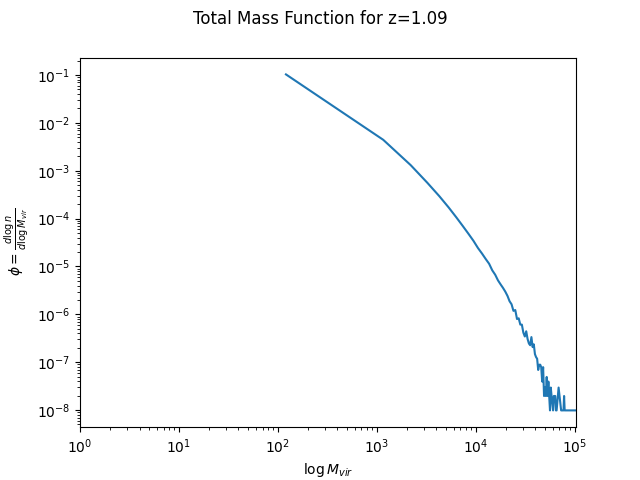 Total Mass Function for z=1.09
ϕ = d log n / d log M_vir
10^-1
10^-2
10^-3
10^-4
10^-5
10^-6
10^-7
10^-8
10^0 10^1 10^2 10^3 10^4 10^5
log M_vir